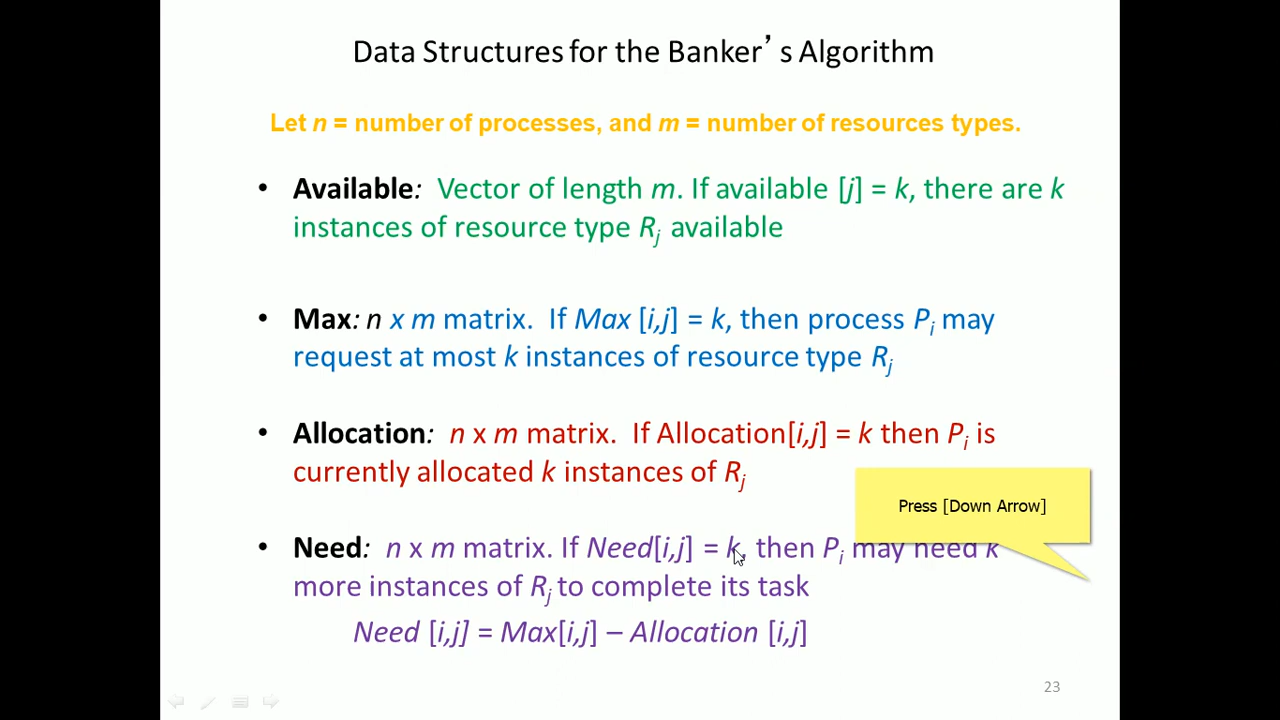 Data Structures for the Banker’s Algorithm
Let n = number of processes, and m = number of resources types.
• Available: Vector of length m. If available [j] = k, there are k
instances of resource type Rj available
• Max: n x m matrix. If Max [i,j] = k, then process Pi may
request at most k instances of resource type Rj
• Allocation: n x m matrix. If Allocation[i,j] = k then Pi is
currently allocated k instances of Rj
Press [Down Arrow]
• Need: n x m matrix. If Need[i,j] = k, then Pi may need k
more instances of Rj to complete its task
Need [i,j] = Max[i,j] – Allocation [i,j]
23